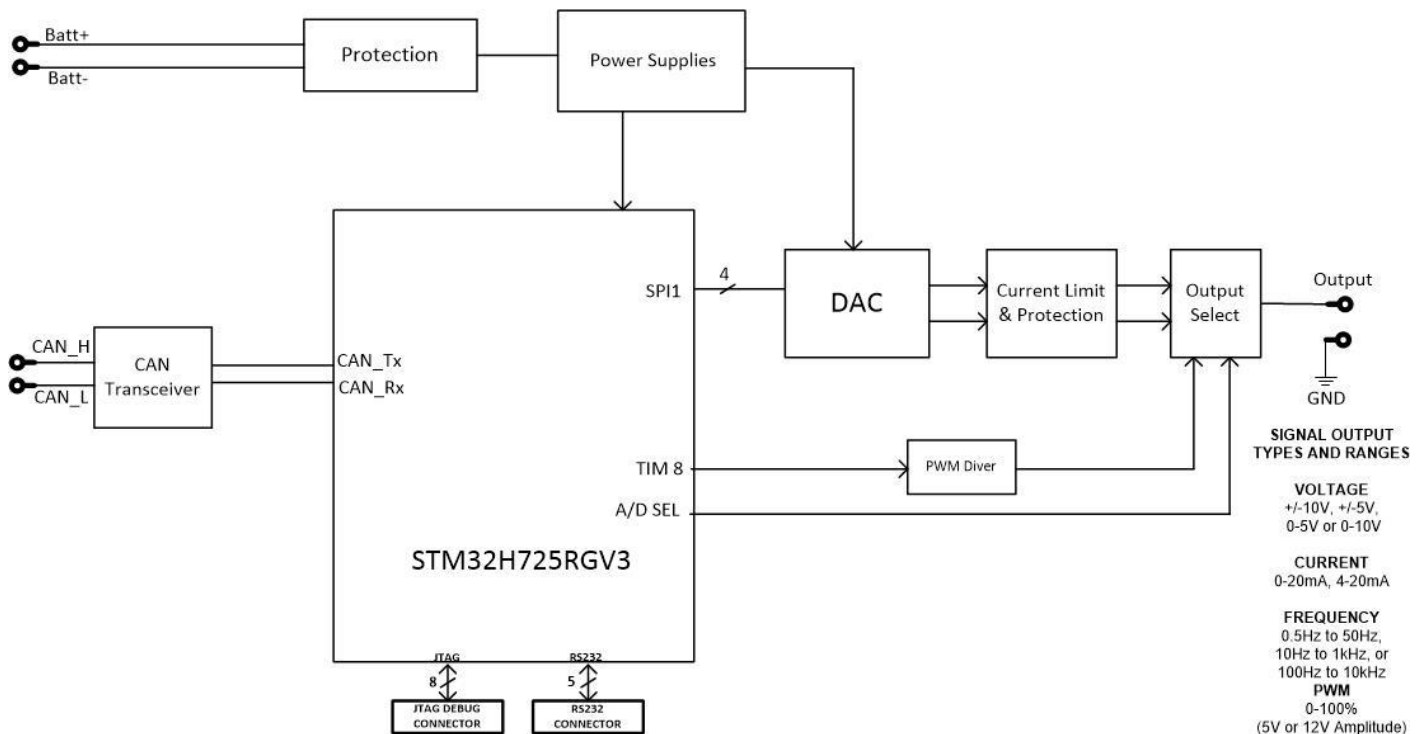 Batt+
Batt-
Protection
Power Supplies
SPI1
4
DAC
Current Limit
& Protection
Output
Select
Output
GND
CAN_H
CAN_L
CAN
Transceiver
CAN_Tx
CAN_Rx
TIM 8
PWM Diver
A/D SEL
STM32H725RGV3
JTAG
8
JTAG DEBUG
CONNECTOR
RS232
5
RS232
CONNECTOR
SIGNAL OUTPUT
TYPES AND RANGES
VOLTAGE
+/-10V, +/-5V,
0-5V or 0-10V
CURRENT
0-20mA, 4-20mA
FREQUENCY
0.5Hz to 50Hz,
10Hz to 1kHz, or
100Hz to 10kHz
PWM
0-100%
(5V or 12V Amplitude)